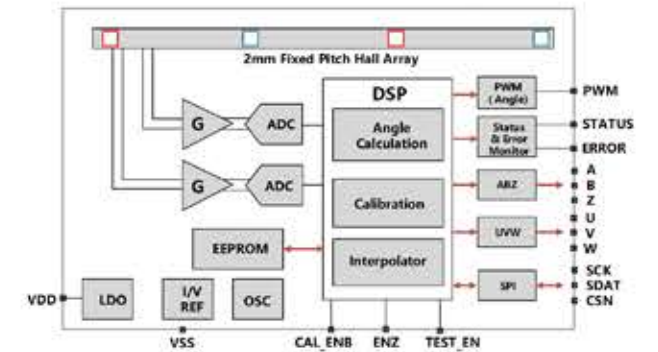 2mm Fixed Pitch Hall Array
DSP
G
ADC
G
ADC
Angle
Calculation
Calibration
Interpolator
EEPROM
LDO
I/V
REF
OSC
PWM
(Angle)
Status
& Error
Monitor
ABZ
UVW
SPI
PWM
STATUS
ERROR
A
B
Z
U
V
W
SCK
SDAT
CSN
VDD
VSS
CAL_ENB
ENZ
TEST_EN